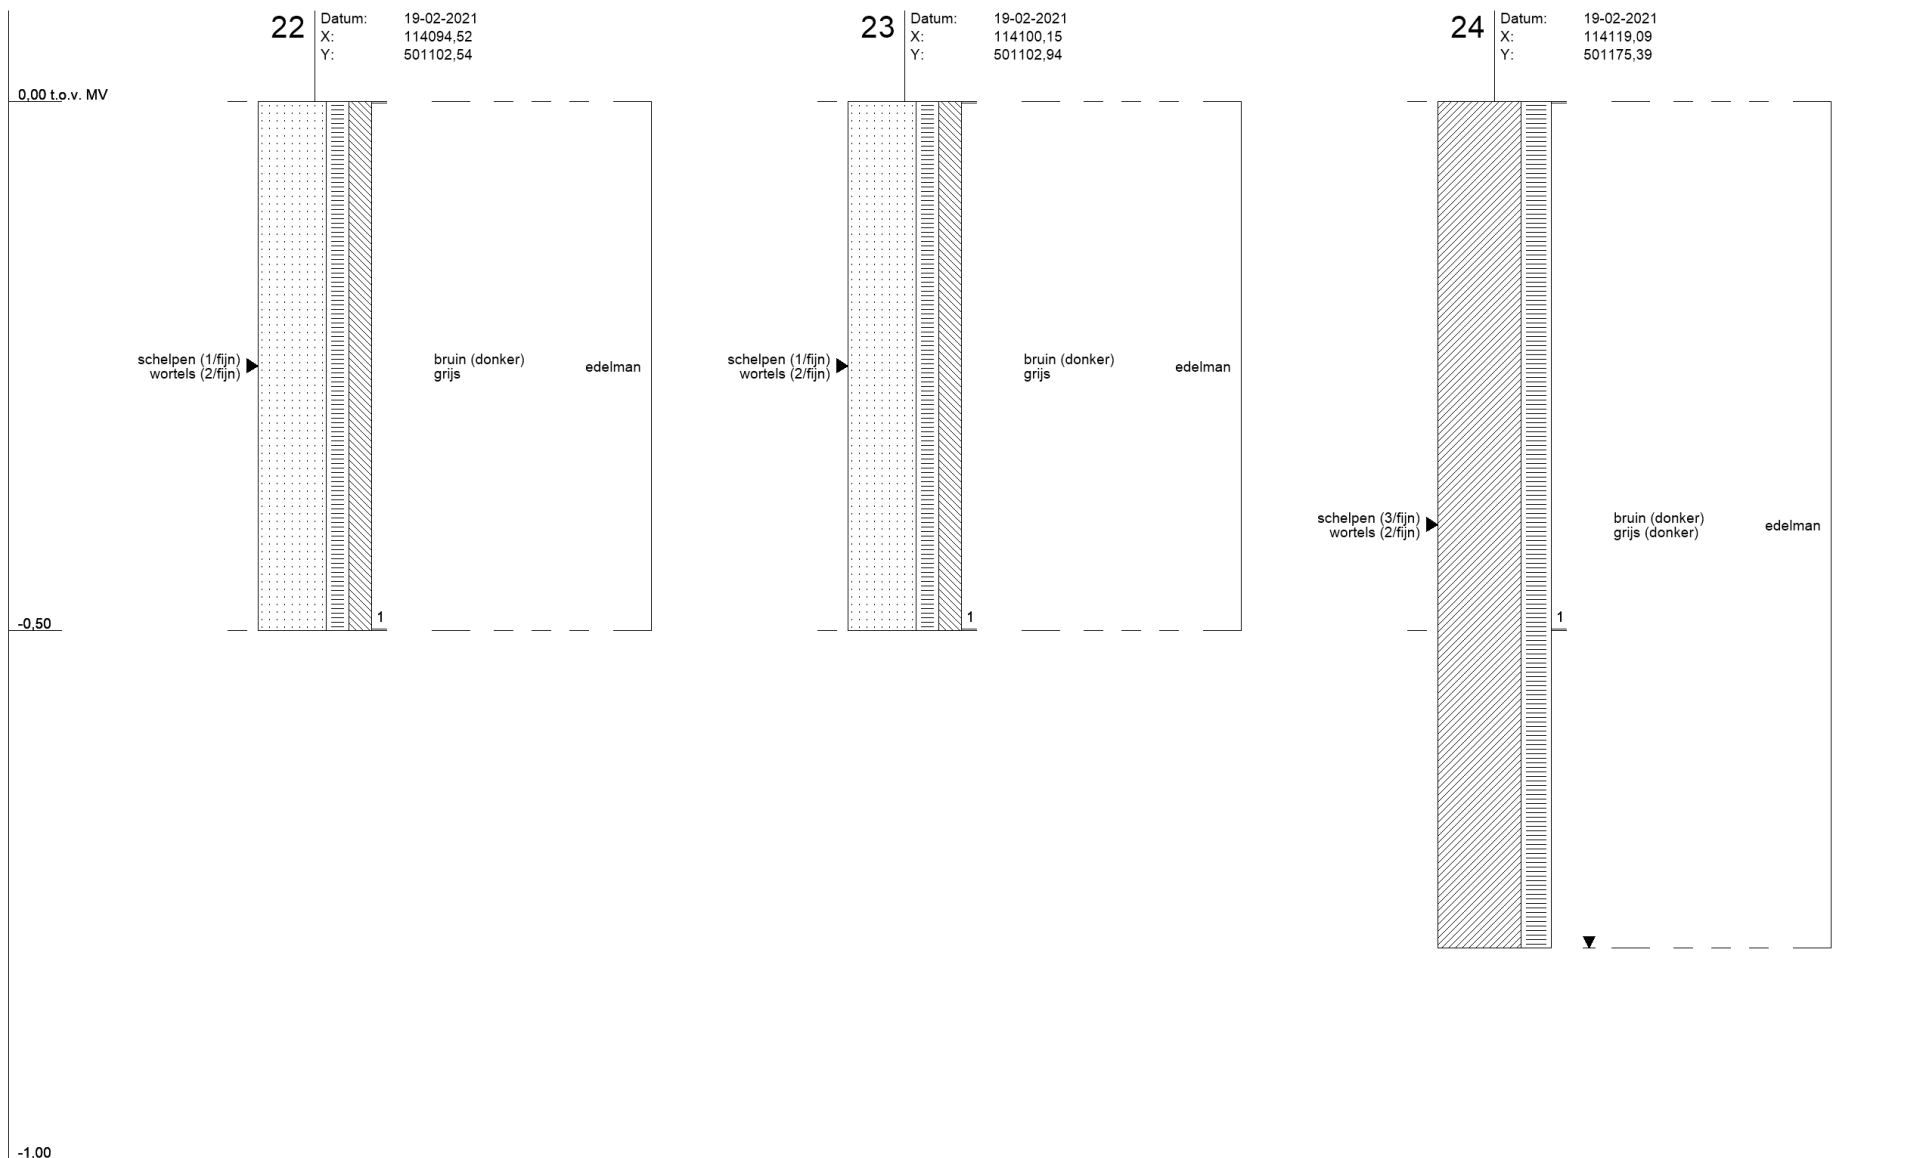 22
Datum: 19-02-2021
X: 114094,52
Y: 501102,54
23
Datum: 19-02-2021
X: 114100,15
Y: 501102,94
24
Datum: 19-02-2021
X: 114119,09
Y: 501175,39
0,00 t.o.v. MV
schelpen (1/fijn)
wortels (2/fijn)
bruin (donker)
grijs
edelman
1
schelpen (1/fijn)
wortels (2/fijn)
bruin (donker)
grijs
edelman
1
schelpen (3/fijn)
wortels (2/fijn)
bruin (donker)
grijs (donker)
edelman
1
-0,50
-1,00